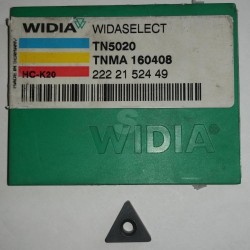 WIDIA WIDASELECT
TN5020
TNMA 160408
HC-K20
222 21 524 49
WIDIA